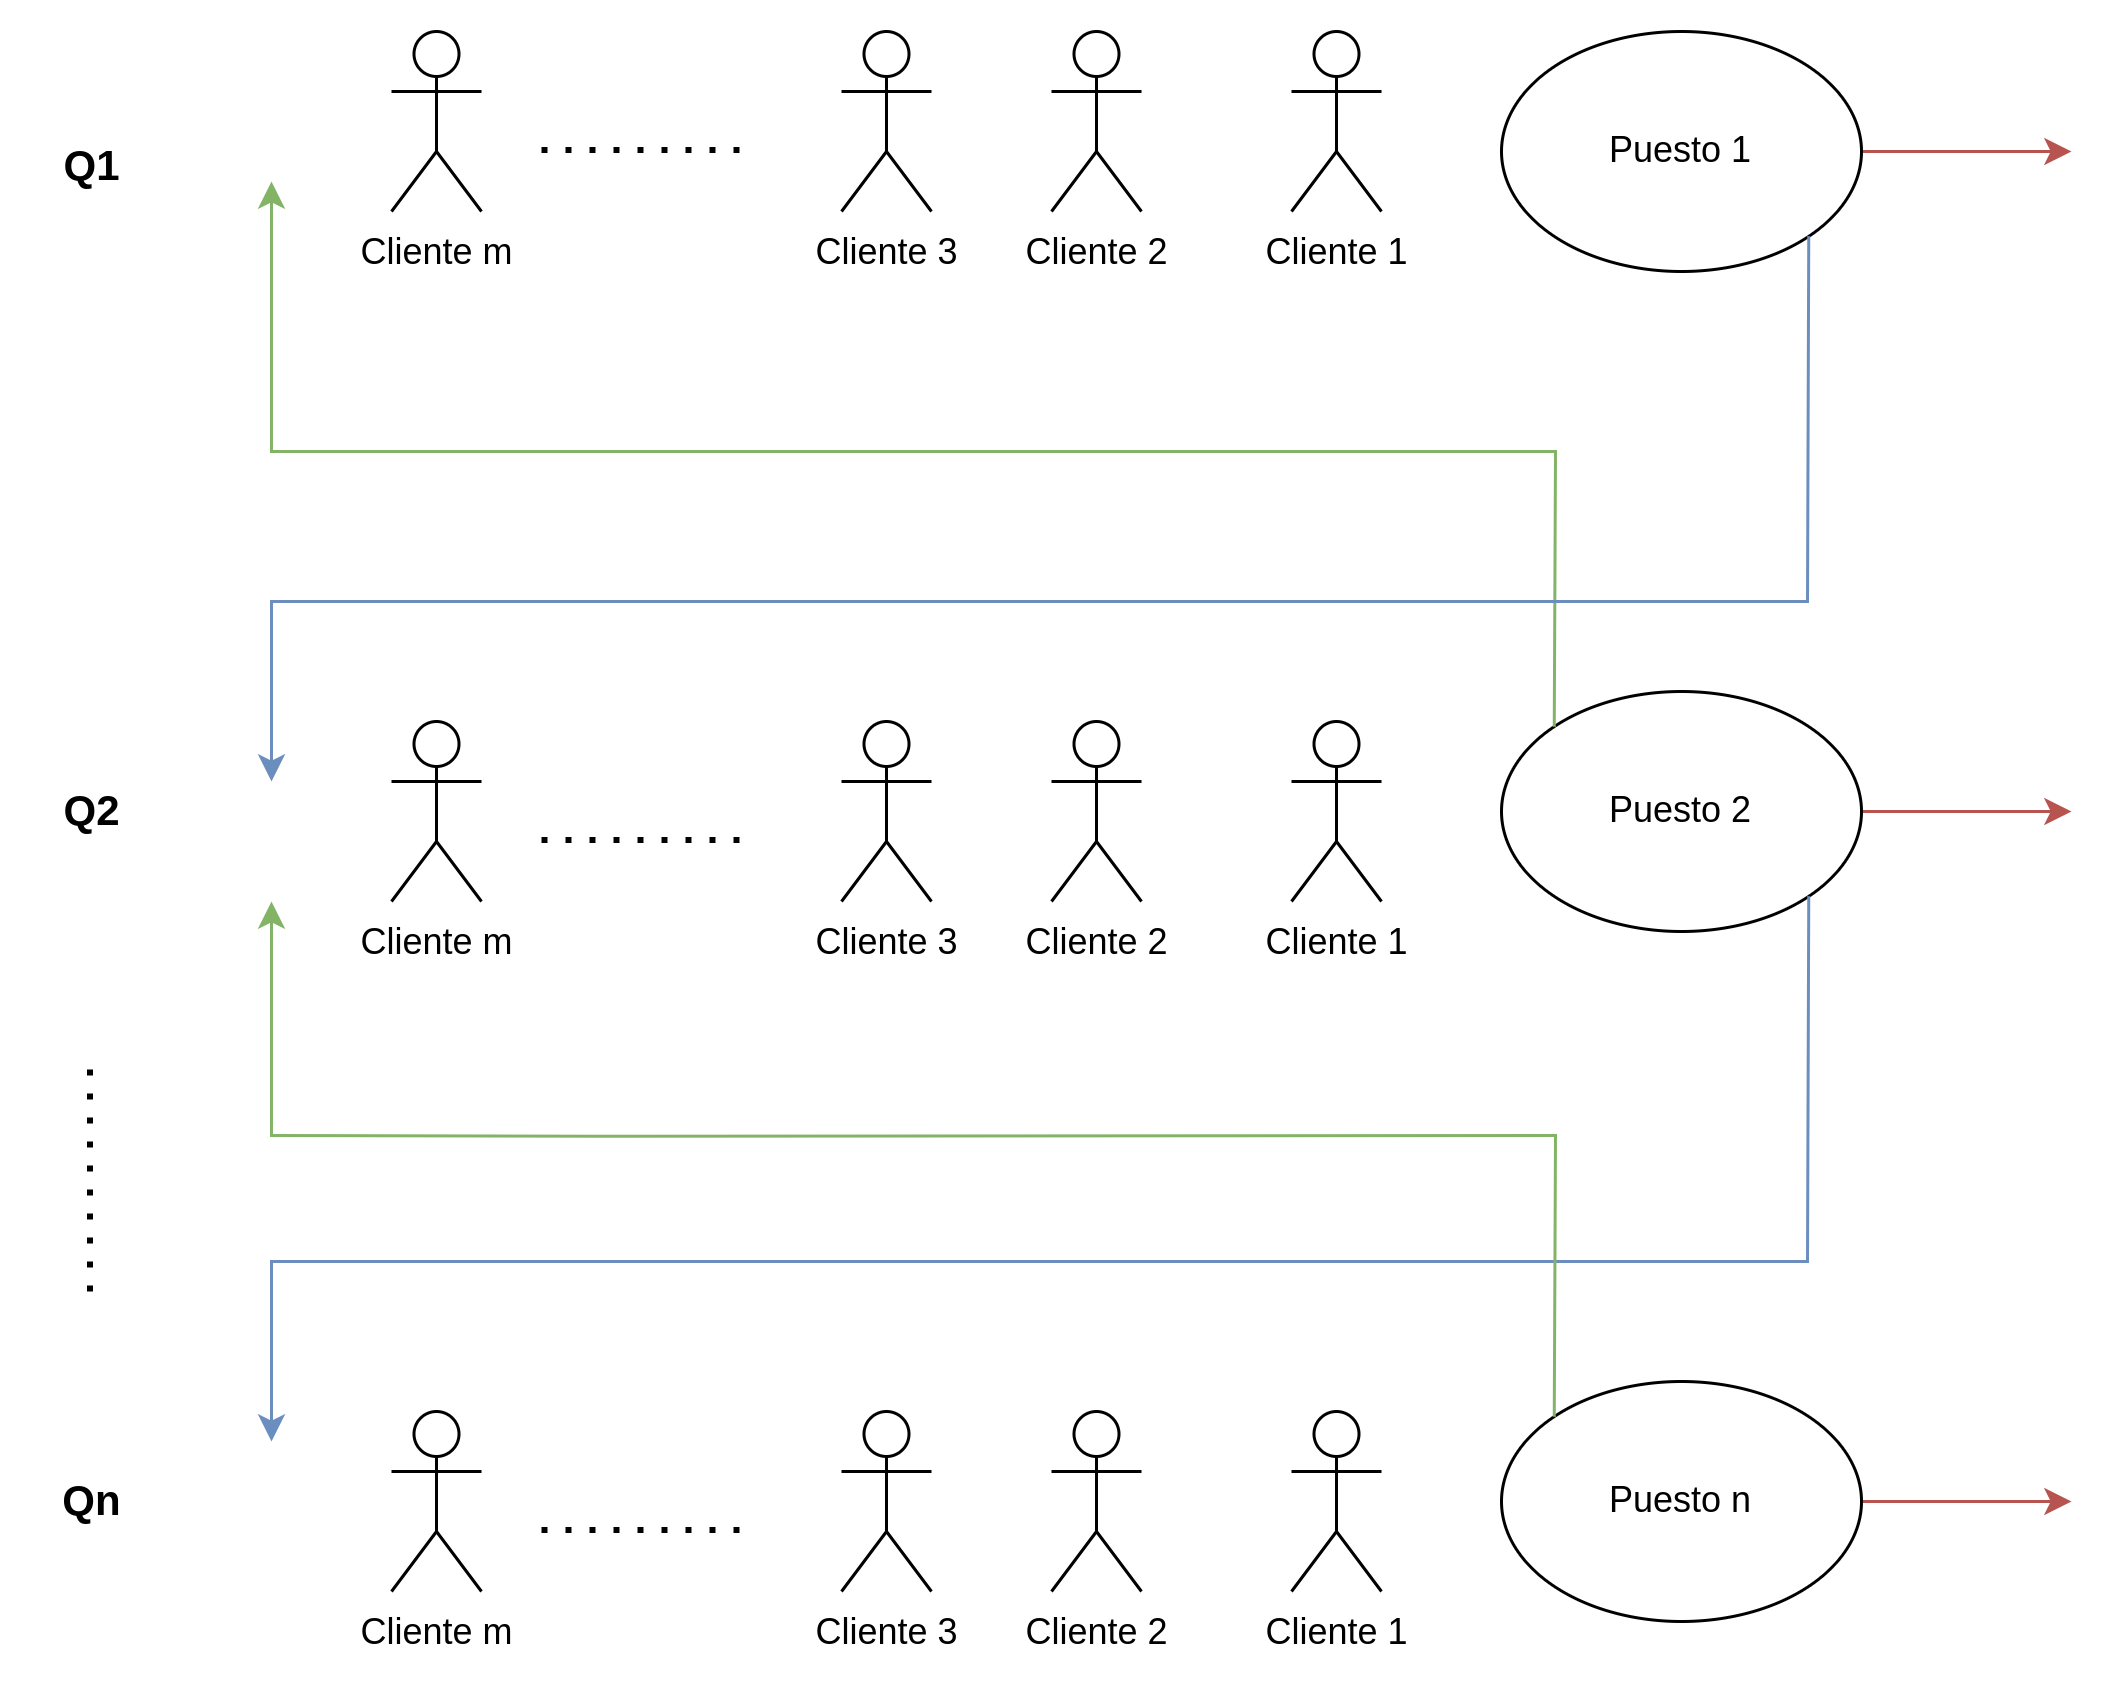 Q1
Cliente m
. . . . . . . . .
Cliente 3
Cliente 2
Cliente 1
Puesto 1
Q2
Cliente m
. . . . . . . . .
Cliente 3
Cliente 2
Cliente 1
Puesto 2
. . . . . . . . . .
Qn
Cliente m
. . . . . . . . .
Cliente 3
Cliente 2
Cliente 1
Puesto n